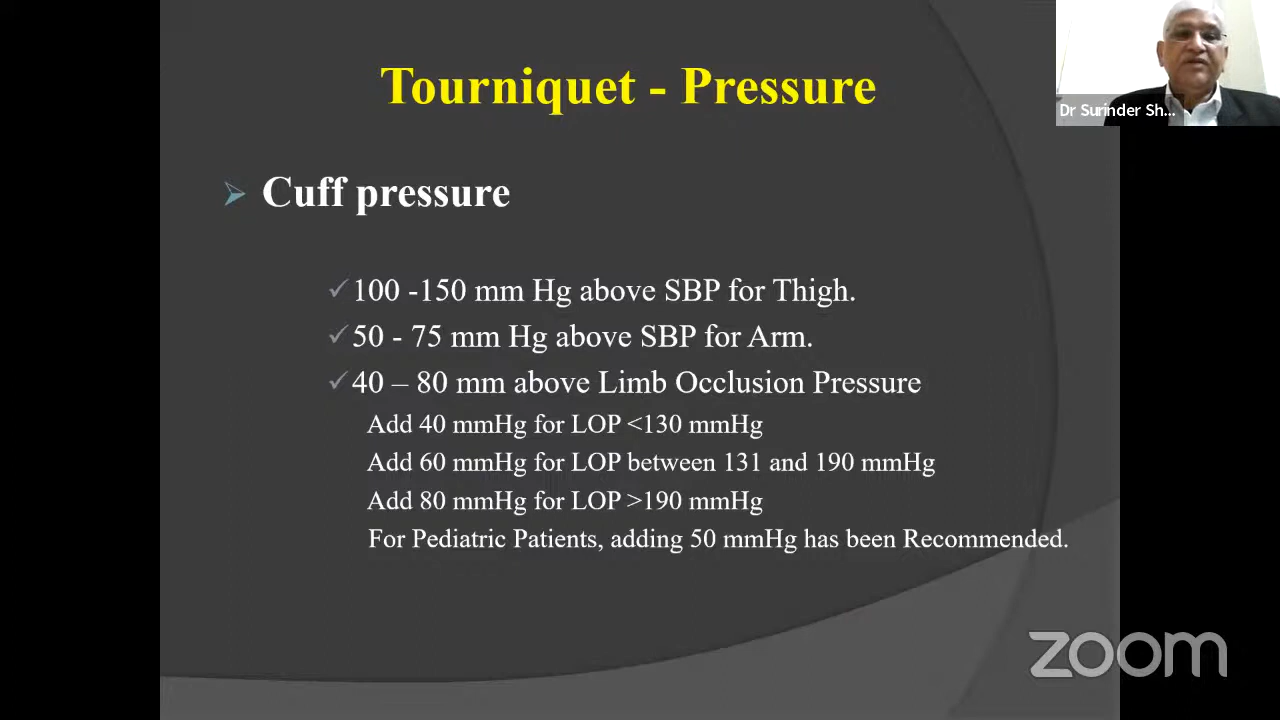 Tourniquet - Pressure
Dr Surinder Sh...
Cuff pressure
100 -150 mm Hg above SBP for Thigh.
50 - 75 mm Hg above SBP for Arm.
40 – 80 mm above Limb Occlusion Pressure
Add 40 mmHg for LOP <130 mmHg
Add 60 mmHg for LOP between 131 and 190 mmHg
Add 80 mmHg for LOP >190 mmHg
For Pediatric Patients, adding 50 mmHg has been Recommended.
zoom